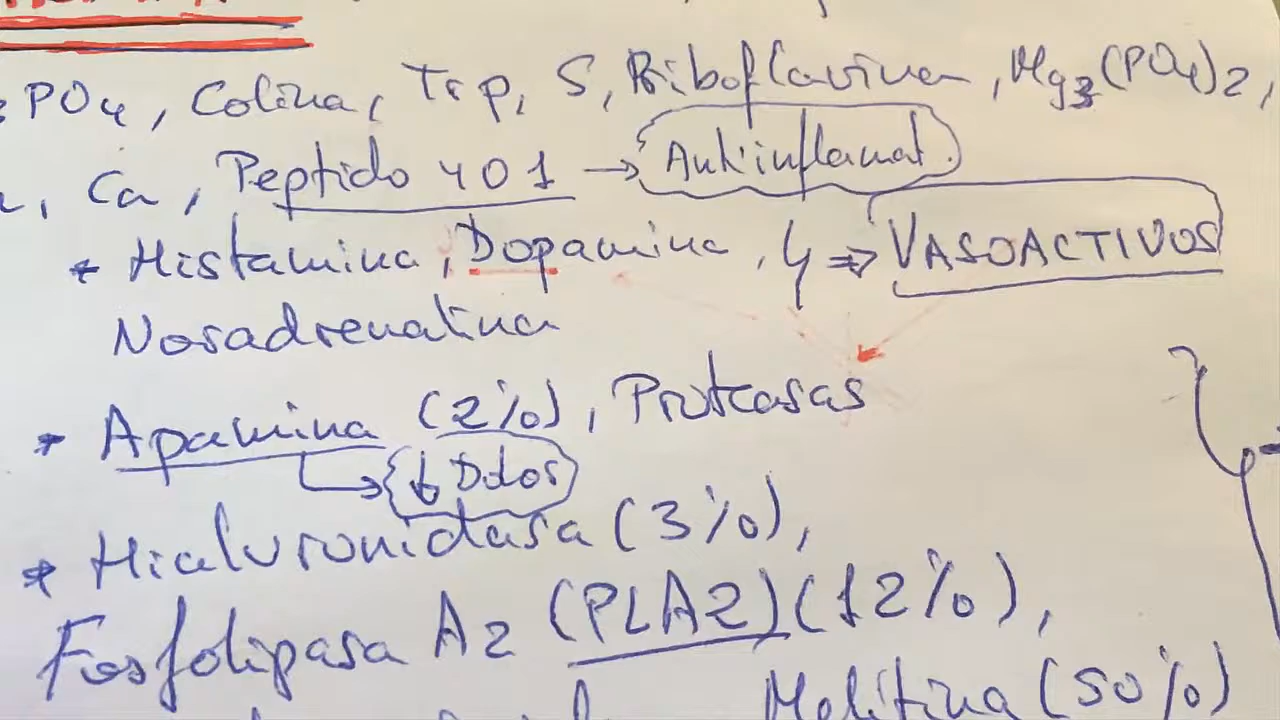 PO4, Colina, Trp, S, Riboflavina, Mg3(PO4)2,
, Ca, Peptido 401 → Antiinflamat.
* Histamina, Dopamina, y ⇒ VASOACTIVOS
Noradrenalina
* Apamina (2%), Proteasas
↓ Dolor
* Hialuronidasa (3%),
Fosfolipasa A2 (PLA2) (12%),
Melitina (50%)